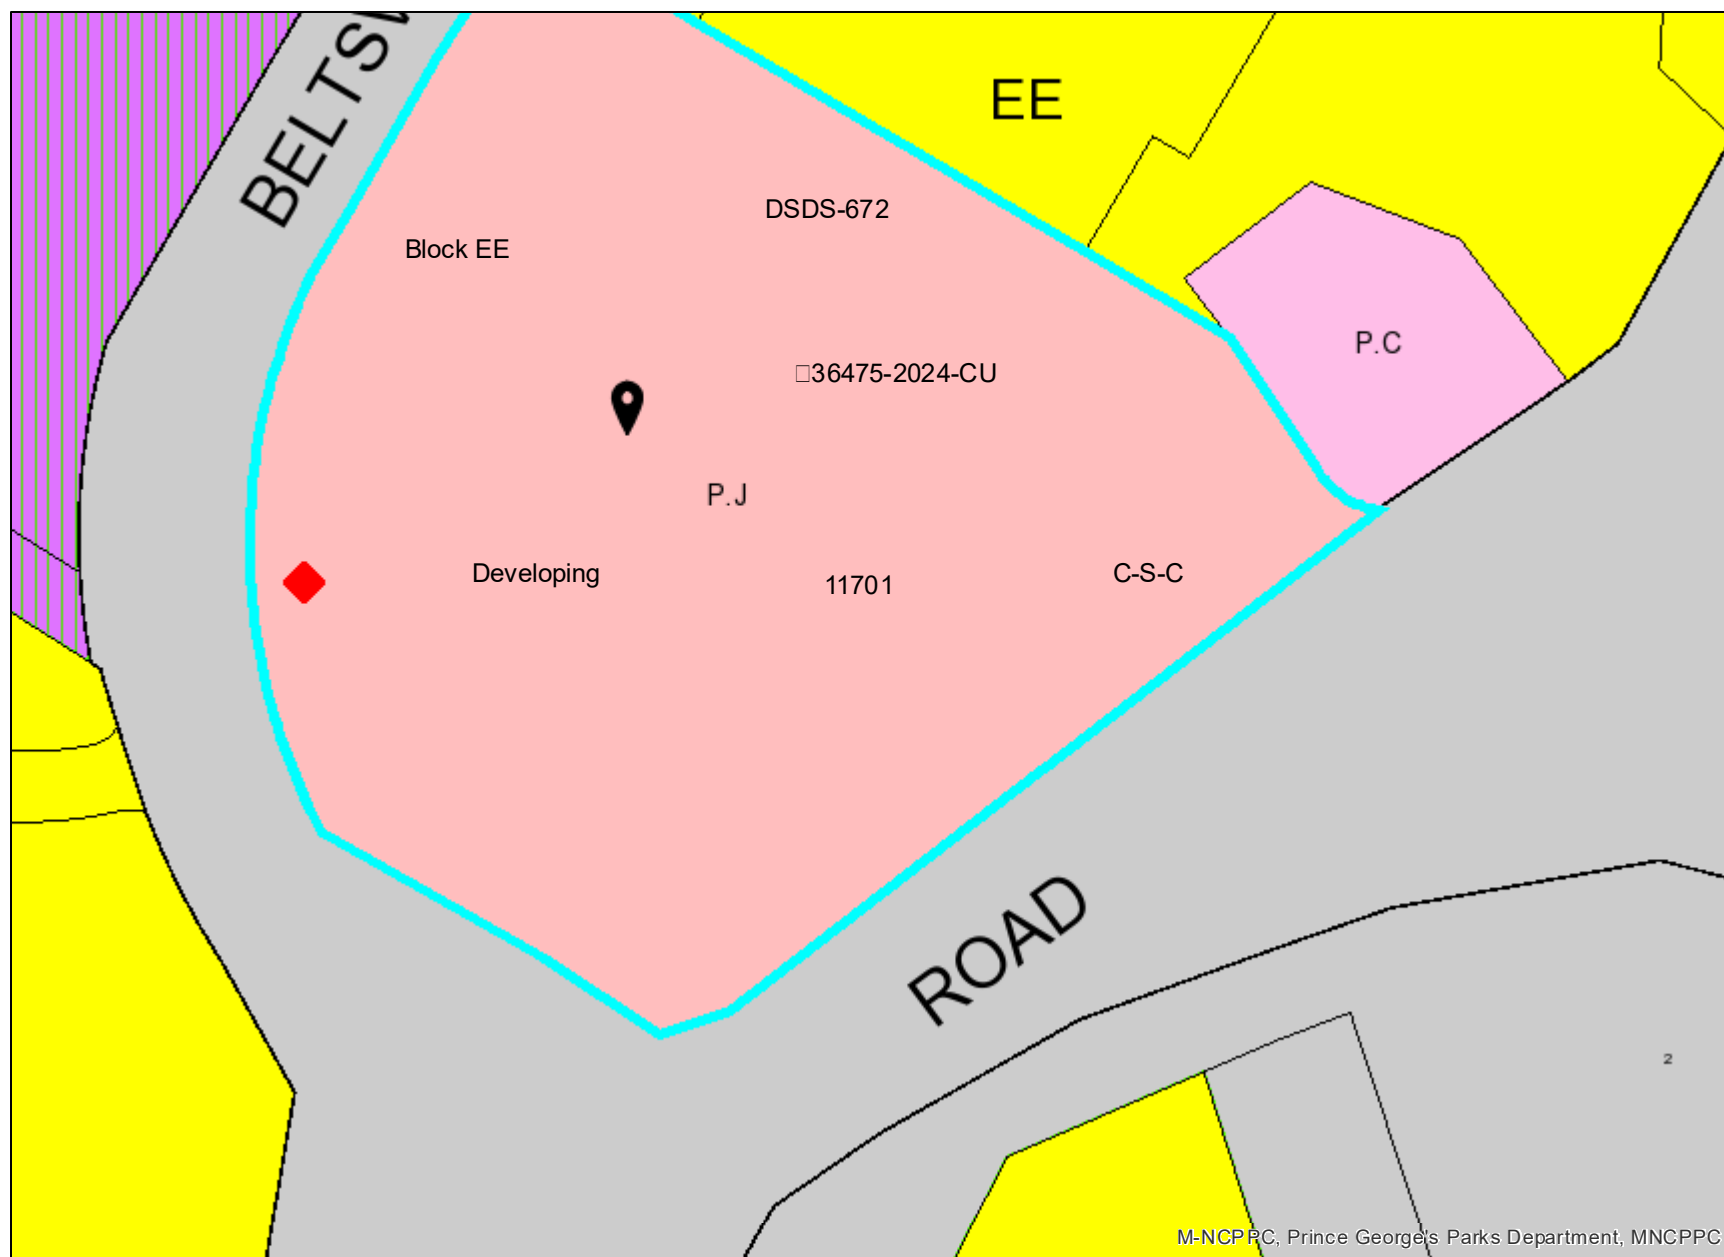 BELTSV
EE
DSDS-672
Block EE
P.C
36475-2024-CU
P.J
Developing
11701
C-S-C
ROAD
2
M-NCPPC, Prince George's Parks Department, MNCPPC